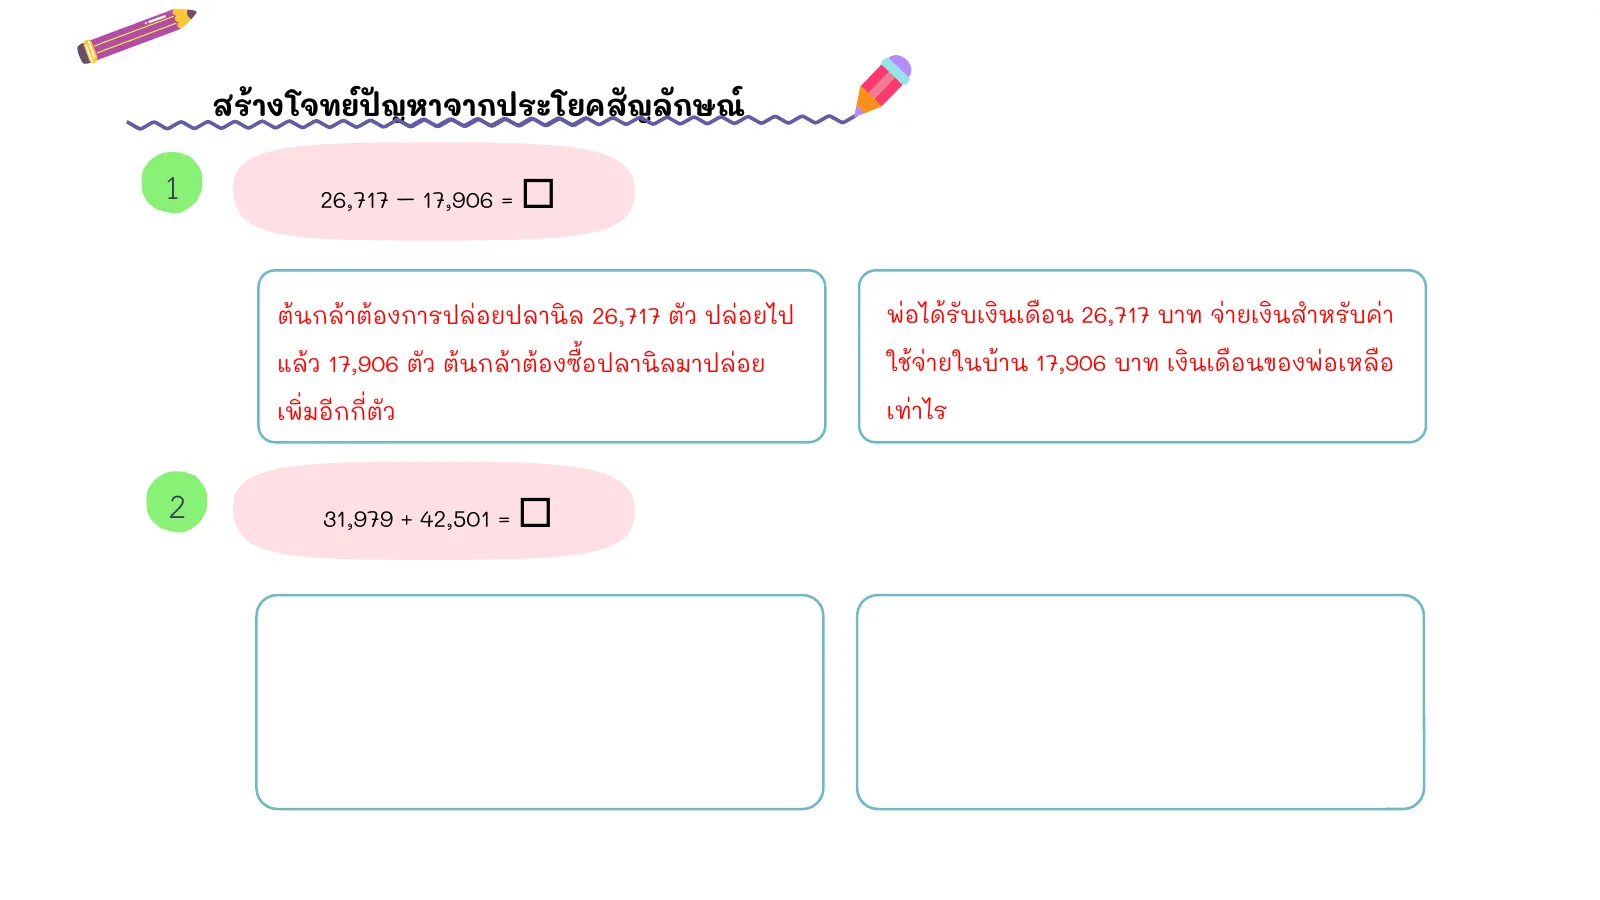 สร้างโจทย์ปัญหาจากประโยคสัญลักษณ์
1
26,717 – 17,906 = □
ต้นกล้าต้องการปล่อยปลานิล 26,717 ตัว ปล่อยไป
แล้ว 17,906 ตัว ต้นกล้าต้องซื้อปลานิลมาปล่อย
เพิ่มอีกกี่ตัว
พ่อได้รับเงินเดือน 26,717 บาท จ่ายเงินสำหรับค่า
ใช้จ่ายในบ้าน 17,906 บาท เงินเดือนของพ่อเหลือ
เท่าไร
2
31,979 + 42,501 = □